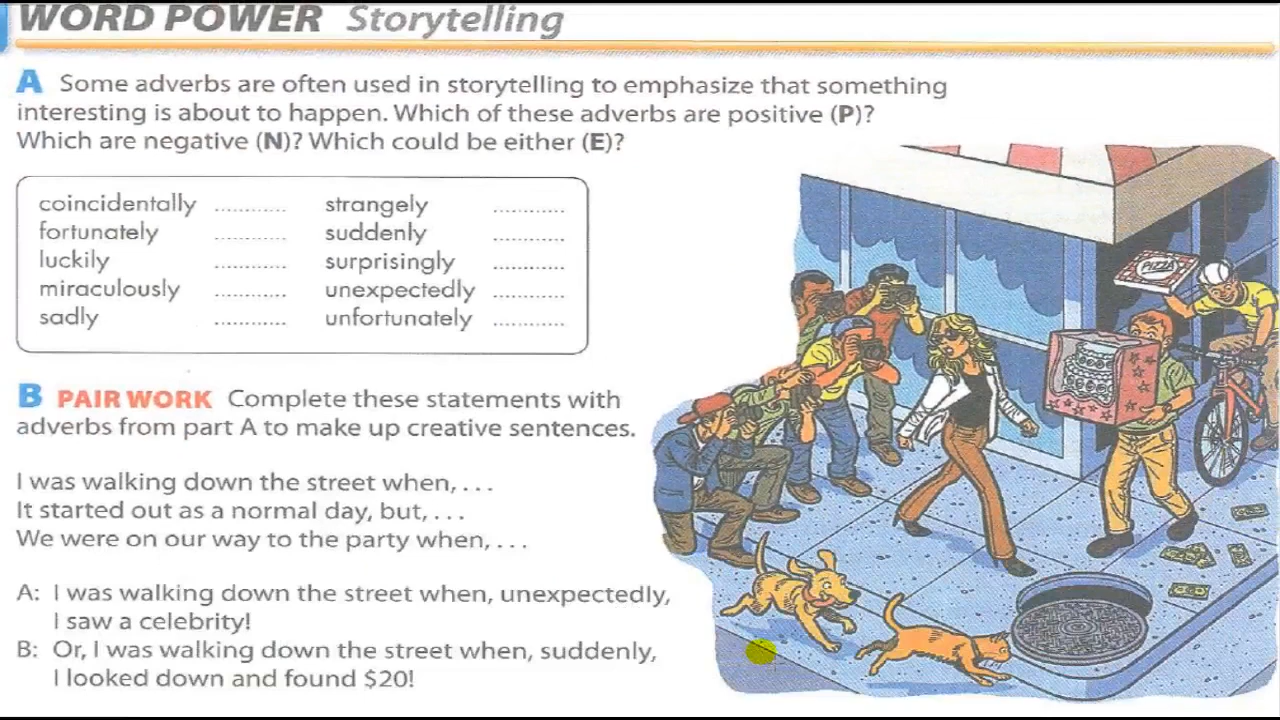 WORD POWER Storytelling
A Some adverbs are often used in storytelling to emphasize that something
interesting is about to happen. Which of these adverbs are positive (P)?
Which are negative (N)? Which could be either (E)?
coincidentally ............ strangely ............
fortunately ............ suddenly ............
luckily ............ surprisingly ............
miraculously ............ unexpectedly ............
sadly ............ unfortunately ............
B PAIR WORK Complete these statements with
adverbs from part A to make up creative sentences.
I was walking down the street when, . . .
It started out as a normal day, but, . . .
We were on our way to the party when, . . .
A: I was walking down the street when, unexpectedly,
I saw a celebrity!
B: Or, I was walking down the street when, suddenly,
I looked down and found $20!
PIZZA